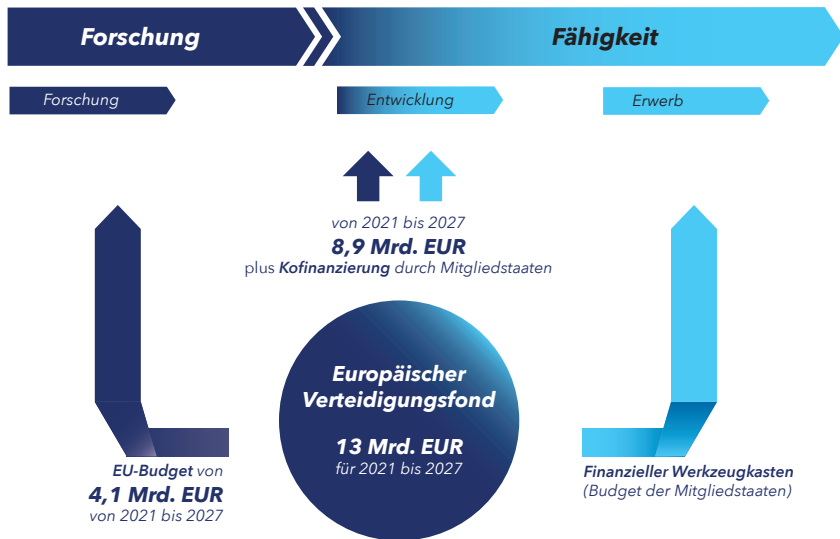 Forschung
Fähigkeit
Forschung
Entwicklung
Erwerb
von 2021 bis 2027
8,9 Mrd. EUR
plus Kofinanzierung durch Mitgliedstaaten
Europäischer
Verteidigungsfond
13 Mrd. EUR
für 2021 bis 2027
EU-Budget von
4,1 Mrd. EUR
von 2021 bis 2027
Finanzieller Werkzeugkasten
(Budget der Mitgliedstaaten)